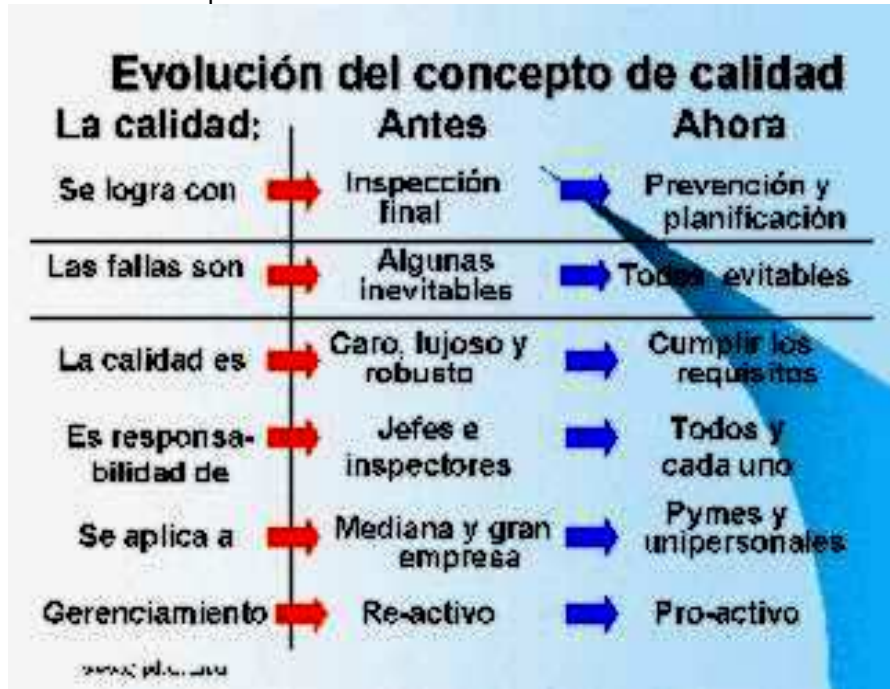 Evolución del concepto de calidad
La calidad: Antes Ahora
Se logra con Inspección final Prevención y planificación
Las fallas son Algunas inevitables Todas evitables
La calidad es Caro, lujoso y robusto Cumplir los requisitos
Es responsa-bilidad de Jefes e inspectores Todos y cada uno
Se aplica a Mediana y gran empresa Pymes y unipersonales
Gerenciamiento Re-activo Pro-activo